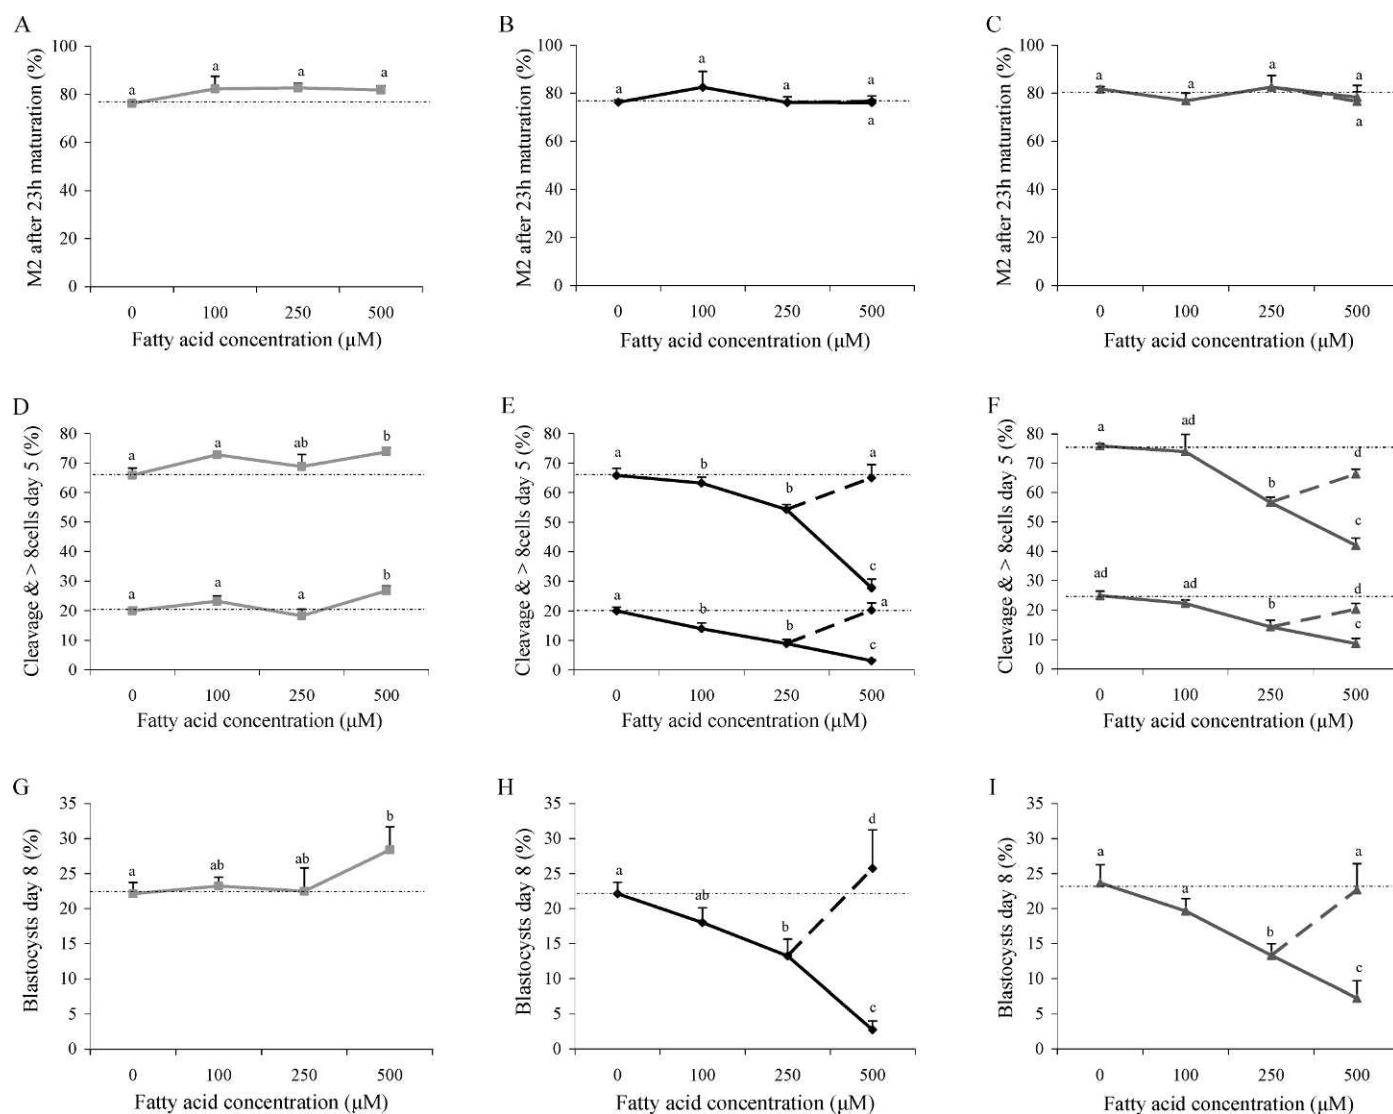 A
M2 after 23h maturation (%)
100
80
60
40
20
0
a
a
a
a
0 100 250 500
Fatty acid concentration (μM)
B
M2 after 23h maturation (%)
100
80
60
40
20
0
a
a
a
a
a
0 100 250 500
Fatty acid concentration (μM)
C
M2 after 23h maturation (%)
100
80
60
40
20
0
a
a
a
a
a
0 100 250 500
Fatty acid concentration (μM)
D
Cleavage & > 8cells day 5 (%)
80
70
60
50
40
30
20
10
0
a
a
ab
b
a
a
a
b
0 100 250 500
Fatty acid concentration (μM)
E
Cleavage & > 8cells day 5 (%)
80
70
60
50
40
30
20
10
0
a
b
b
a
c
a
b
b
a
c
0 100 250 500
Fatty acid concentration (μM)
F
Cleavage & > 8cells day 5 (%)
80
70
60
50
40
30
20
10
0
a
ad
b
d
c
ad
ad
b
d
c
0 100 250 500
Fatty acid concentration (μM)
G
Blastocysts day 8 (%)
35
30
25
20
15
10
5
0
a
ab
ab
b
0 100 250 500
Fatty acid concentration (μM)
H
Blastocysts day 8 (%)
35
30
25
20
15
10
5
0
a
ab
b
d
c
0 100 250 500
Fatty acid concentration (μM)
I
Blastocysts day 8 (%)
35
30
25
20
15
10
5
0
a
a
b
a
c
0 100 250 500
Fatty acid concentration (μM)